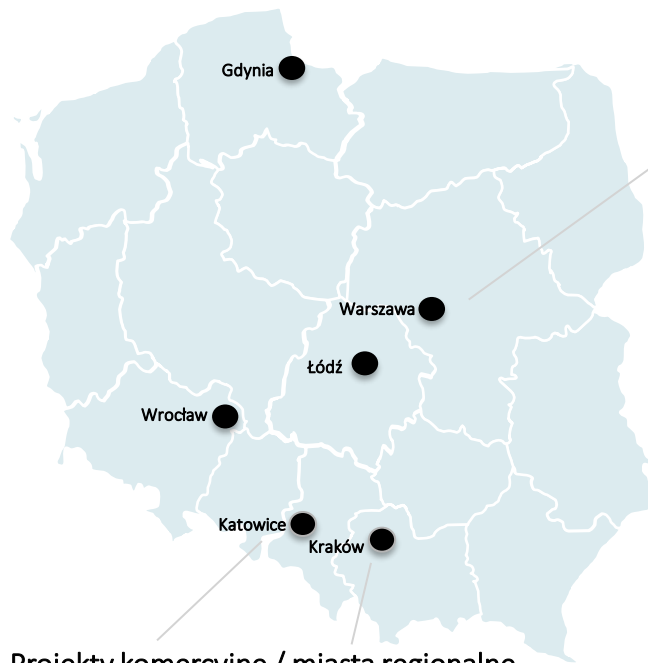 Gdynia
Warszawa
Łódź
Wrocław
Katowice
Kraków
Projekty komercyjne / miasta regionalne